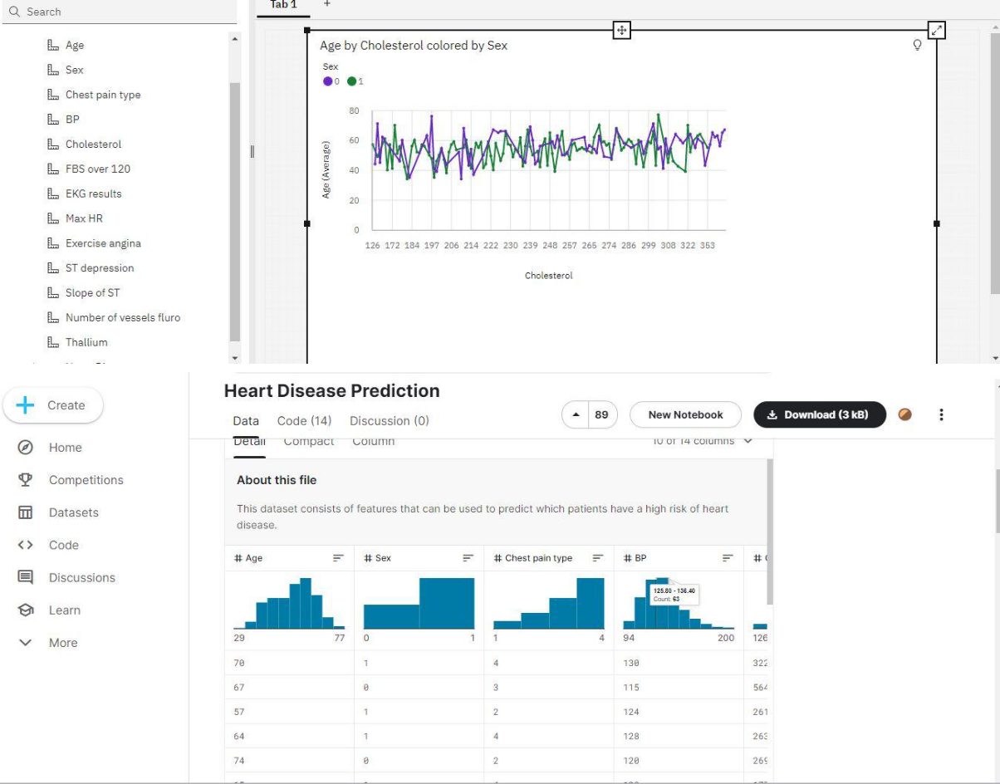 Search
Age
Sex
Chest pain type
BP
Cholesterol
FBS over 120
EKG results
Max HR
Exercise angina
ST depression
Slope of ST
Number of vessels fluro
Thallium
Tab 1 +
Age by Cholesterol colored by Sex
Sex
0 1
Age (Average)
80
60
40
20
0
126 172 184 197 206 214 222 230 239 248 257 265 274 286 299 308 322 353
Cholesterol
Create
Home
Competitions
Datasets
Code
Discussions
Learn
More
Heart Disease Prediction
Data Code (14) Discussion (0)
89 New Notebook Download (3 kB)
Detail Compact Column 10 of 14 columns
About this file
This dataset consists of features that can be used to predict which patients have a high risk of heart
disease.
# Age # Sex # Chest pain type # BP #
125.80 - 136.40
Count: 63
29 77 0 1 1 4 94 200 126
70 1 4 130 322
67 0 3 115 564
57 1 2 124 261
64 1 4 128 263
74 0 2 120 269